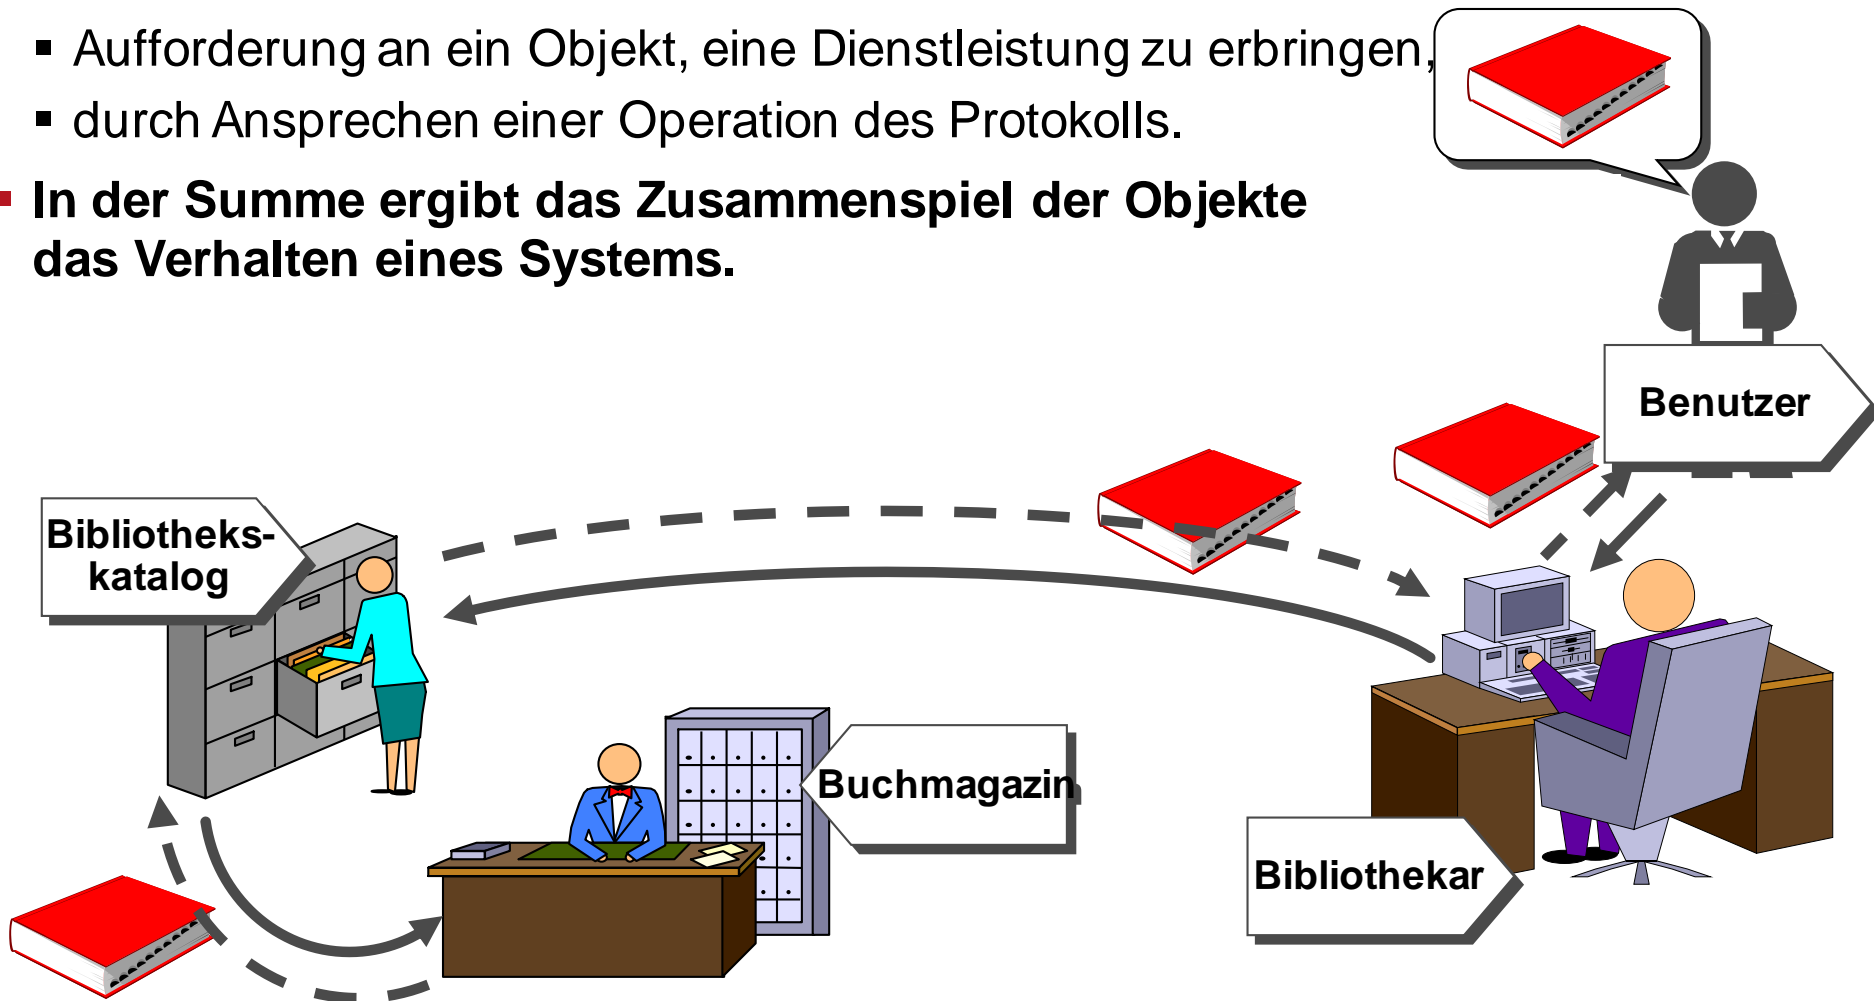 ▪ Aufforderung an ein Objekt, eine Dienstleistung zu erbringen,
▪ durch Ansprechen einer Operation des Protokolls.
▪ In der Summe ergibt das Zusammenspiel der Objekte
das Verhalten eines Systems.
Benutzer
Bibliotheks-
katalog
Buchmagazin
Bibliothekar